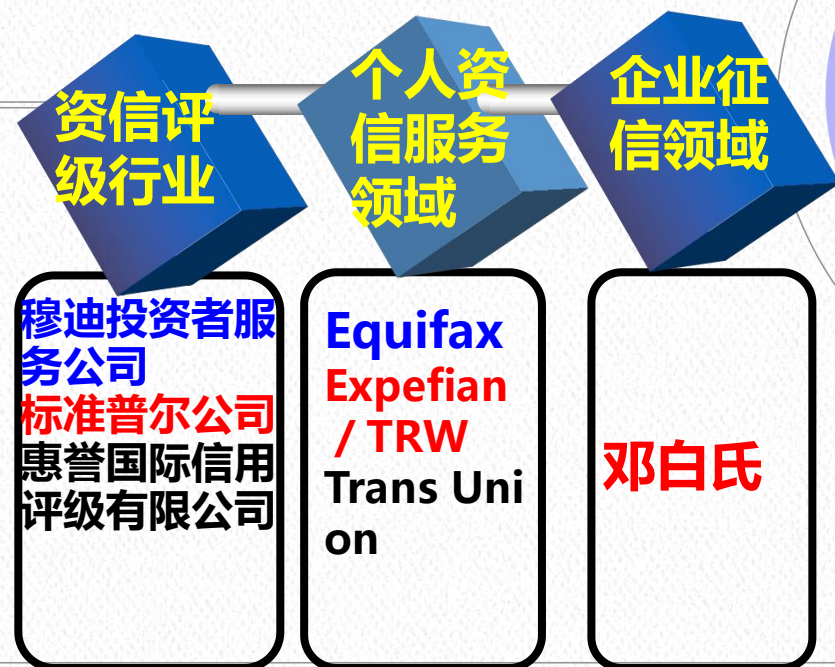 资信评
级行业
个人资
信服务
领域
企业征
信领域
穆迪投资者服
务公司
标准普尔公司
惠誉国际信用
评级有限公司
Equifax
Expefian
/ TRW
Trans Uni
on
邓白氏